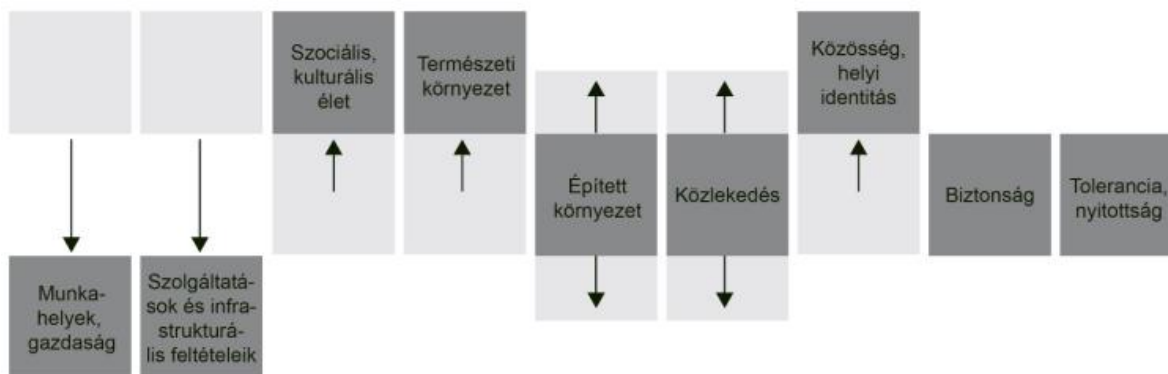 Szociális,
kulturális
élet
Természeti
környezet
Közösség,
helyi
identitás
Épített
környezet
Közlekedés
Biztonság
Tolerancia,
nyitottság
Munka-
helyek,
gazdaság
Szolgáltatá-
sok és infra-
strukturá-
lis feltételeik